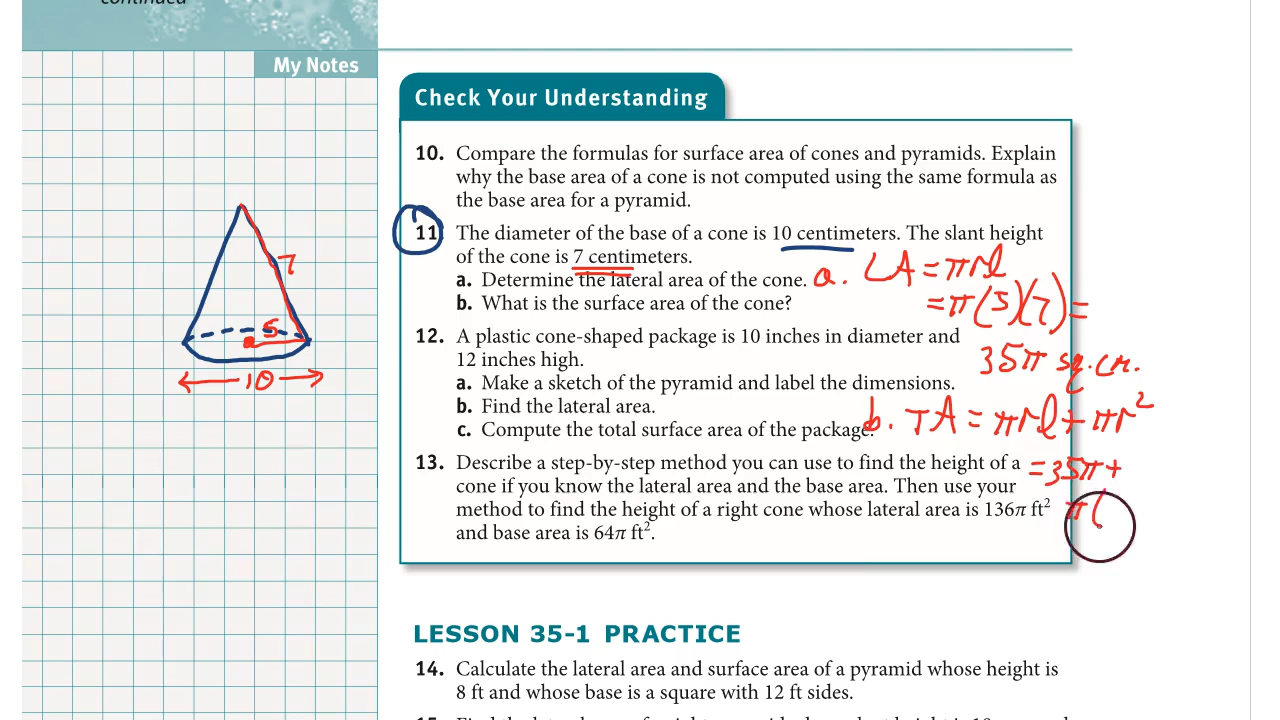 continued
My Notes
Check Your Understanding
10. Compare the formulas for surface area of cones and pyramids. Explain
why the base area of a cone is not computed using the same formula as
the base area for a pyramid.
11. The diameter of the base of a cone is 10 centimeters. The slant height
of the cone is 7 centimeters.
a. Determine the lateral area of the cone.
b. What is the surface area of the cone?
12. A plastic cone-shaped package is 10 inches in diameter and
12 inches high.
a. Make a sketch of the pyramid and label the dimensions.
b. Find the lateral area.
c. Compute the total surface area of the package.
13. Describe a step-by-step method you can use to find the height of a
cone if you know the lateral area and the base area. Then use your
method to find the height of a right cone whose lateral area is 136π ft²
and base area is 64π ft².
7
5
10
a. LA = πrl
= π(5)(7) =
35π sq. cm.
b. TA = πrl + πr²
= 35π +
π(
LESSON 35-1 PRACTICE
14. Calculate the lateral area and surface area of a pyramid whose height is
8 ft and whose base is a square with 12 ft sides.